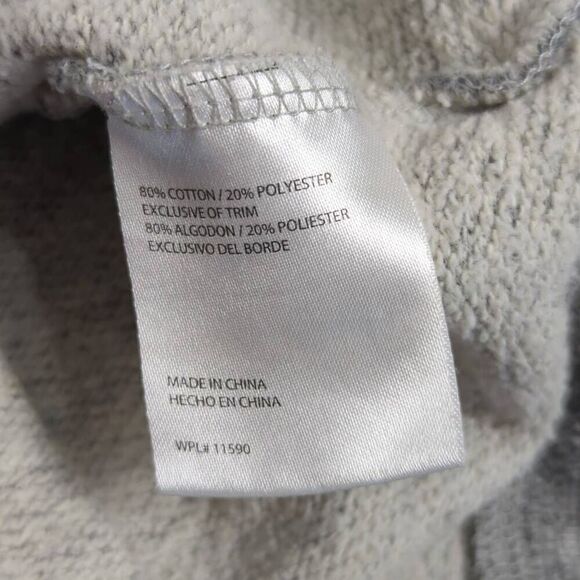 80% COTTON / 20% POLYESTER
EXCLUSIVE OF TRIM
80% ALGODON / 20% POLIESTER
EXCLUSIVO DEL BORDE
MADE IN CHINA
HECHO EN CHINA
WPL# 11590